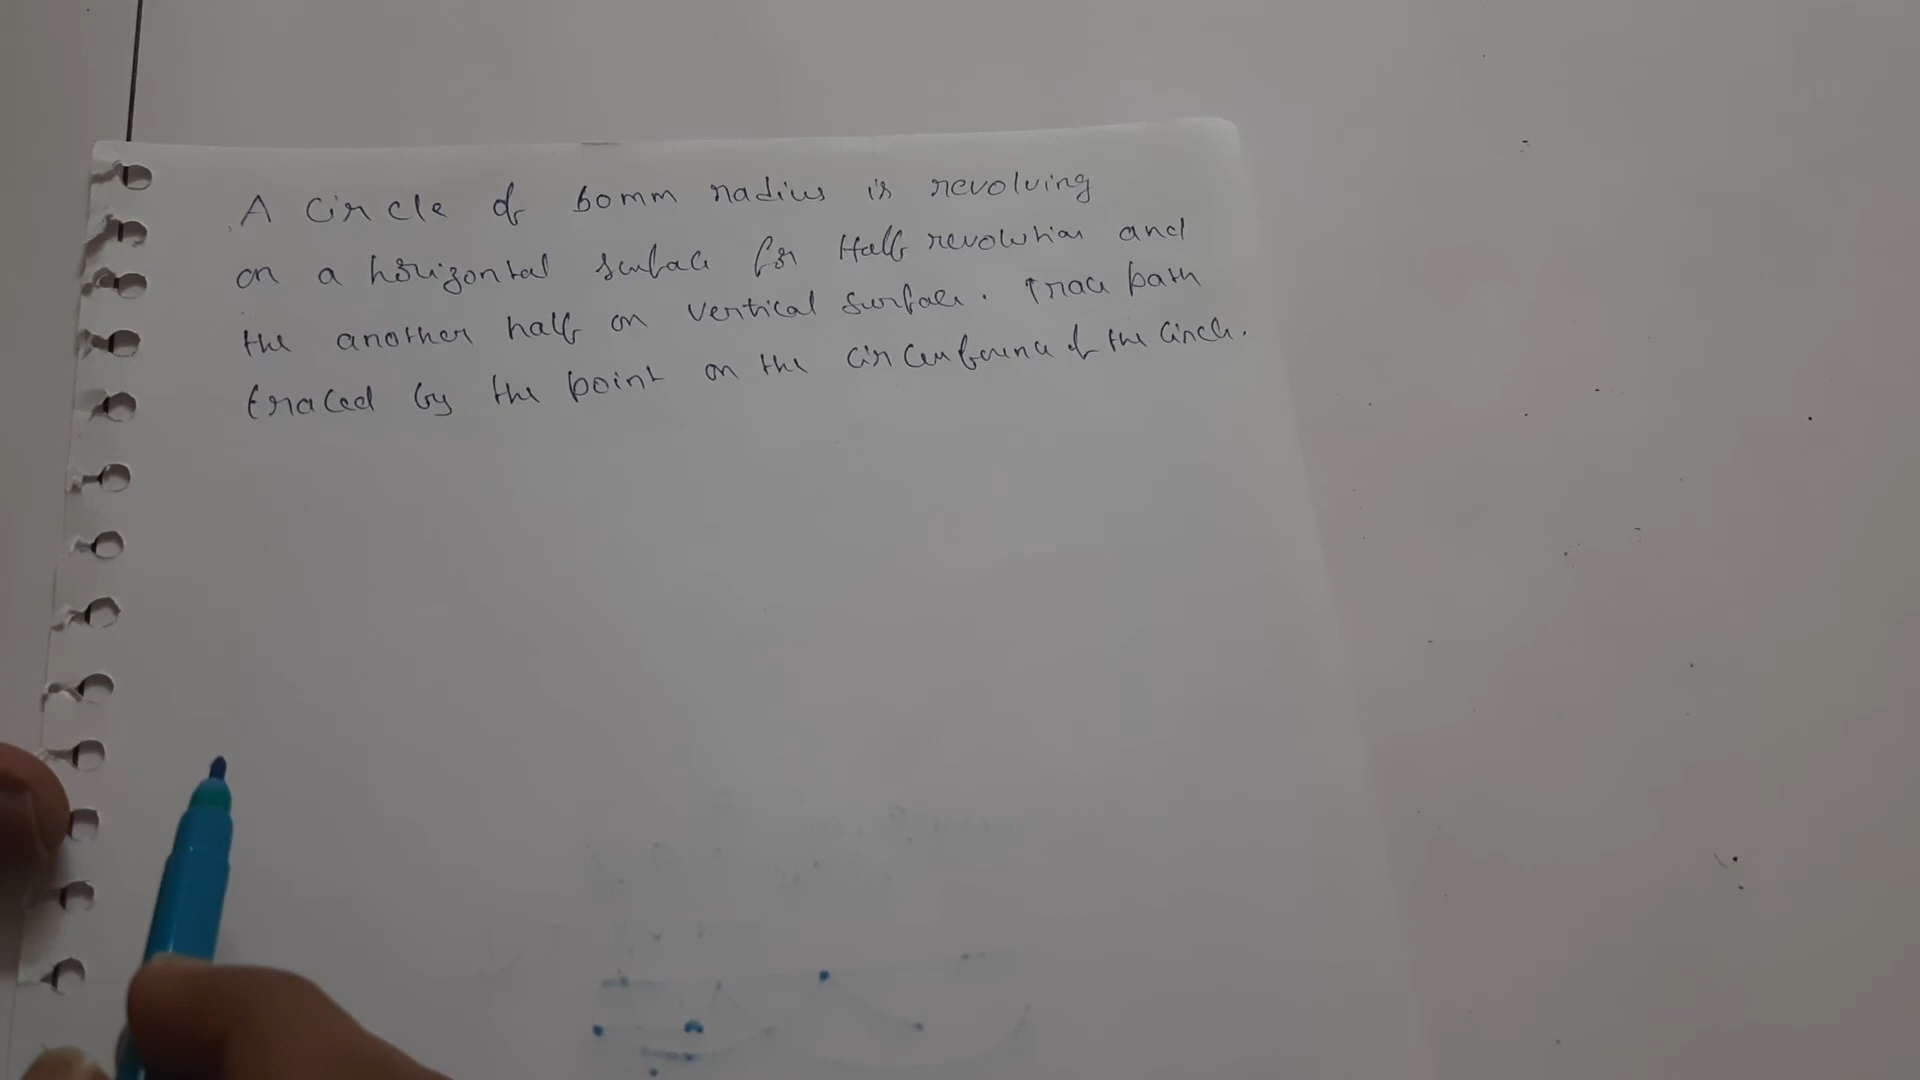 A Circle of 60mm radius is revolving
on a horizontal surface for Half revolution and
the another half on vertical surface. Trace path
traced by the point on the circumference of the circle.